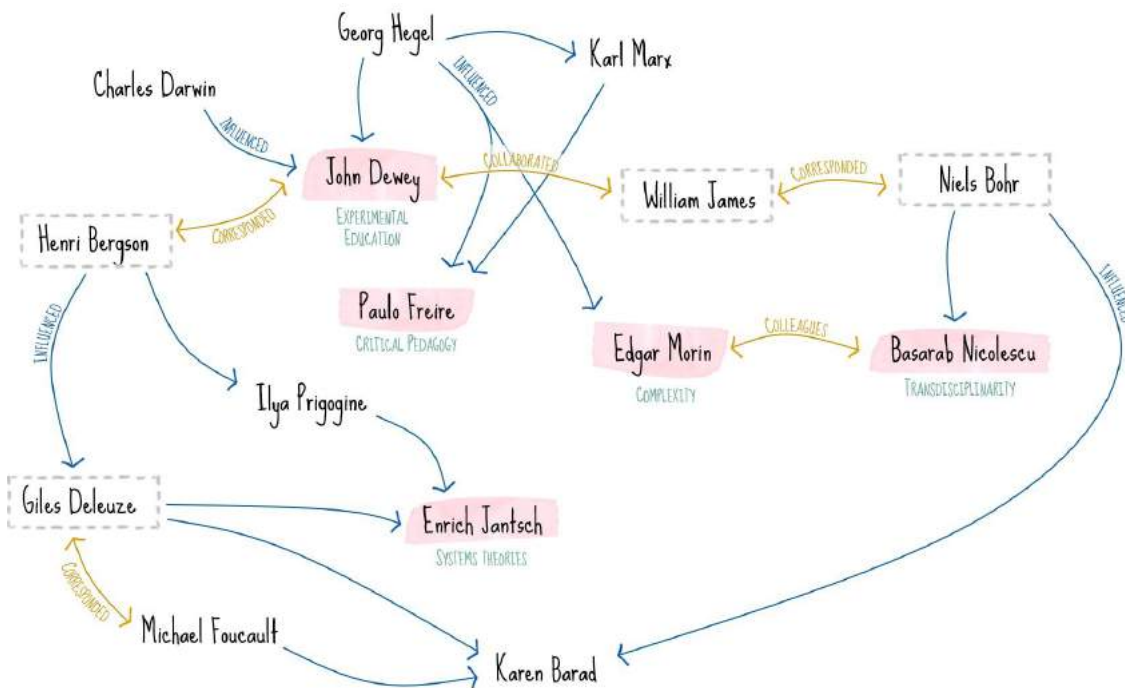 Georg Hegel
Karl Marx
INFLUENCED
Charles Darwin
INFLUENCED
John Dewey
EXPERIMENTAL
EDUCATION
COLLABORATED
William James
CORRESPONDED
Niels Bohr
CORRESPONDED
Henri Bergson
INFLUENCED
INFLUENCED
Paulo Freire
CRITICAL PEDAGOGY
Edgar Morin
COMPLEXITY
COLLEAGUES
Basarab Nicolescu
TRANSDISCIPLINARITY
Ilya Prigogine
Giles Deleuze
Enrich Jantsch
SYSTEMS THEORIES
CORRESPONDED
Michael Foucault
Karen Barad